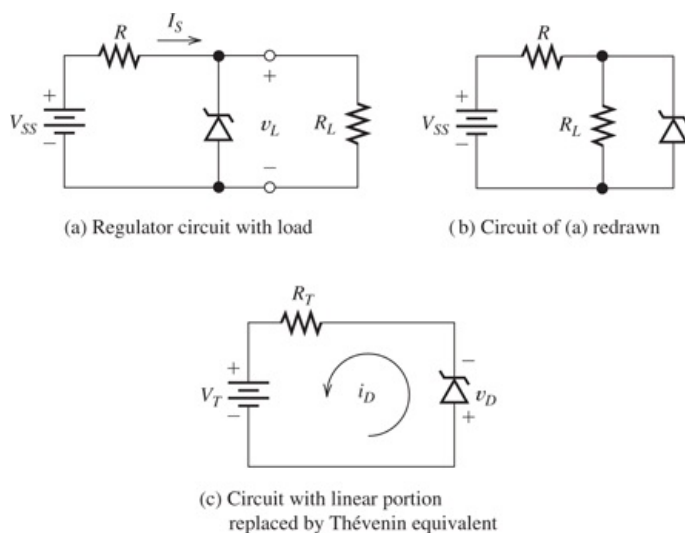 R
I_S
+
V_SS
−
+
v_L
−
R_L
(a) Regulator circuit with load
R
+
V_SS
−
R_L
(b) Circuit of (a) redrawn
R_T
+
V_T
−
i_D
−
v_D
+
(c) Circuit with linear portion
replaced by Thévenin equivalent